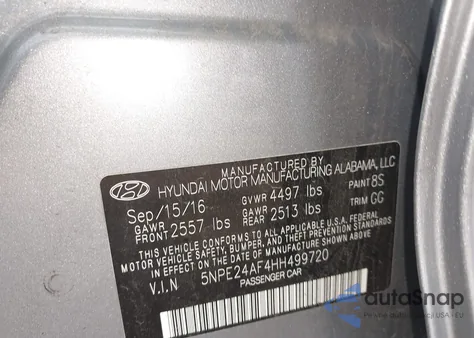 MANUFACTURED BY
HYUNDAI MOTOR MANUFACTURING ALABAMA, LLC
Sep/15/16 GVWR 4497 lbs PAINT 8S
GAWR FRONT 2557 lbs GAWR REAR 2513 lbs TRIM GG
THIS VEHICLE CONFORMS TO ALL APPLICABLE U.S. FEDERAL
MOTOR VEHICLE SAFETY, BUMPER, AND THEFT PREVENTION
STANDARDS IN EFFECT ON THE DATE OF MANUFACTURE SHOWN ABOVE.
V.I.N 5NPE24AF4HH499720
PASSENGER CAR
autoSnap